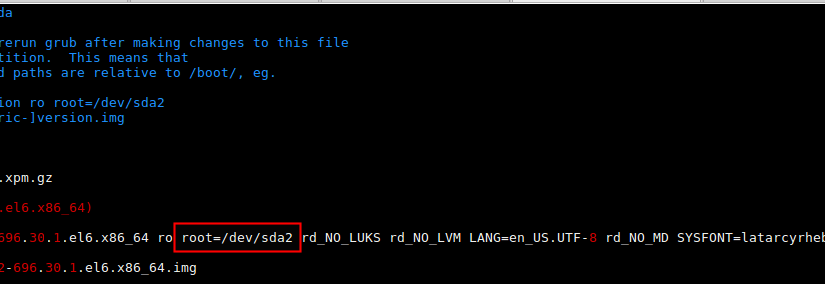 da
rerun grub after making changes to this file
tition.  This means that
d paths are relative to /boot/, eg.
ion ro root=/dev/sda2
ric-]version.img
.xpm.gz
.el6.x86_64)
696.30.1.el6.x86_64 ro root=/dev/sda2 rd_NO_LUKS rd_NO_LVM LANG=en_US.UTF-8 rd_NO_MD SYSFONT=latarcyrheb
2-696.30.1.el6.x86_64.img